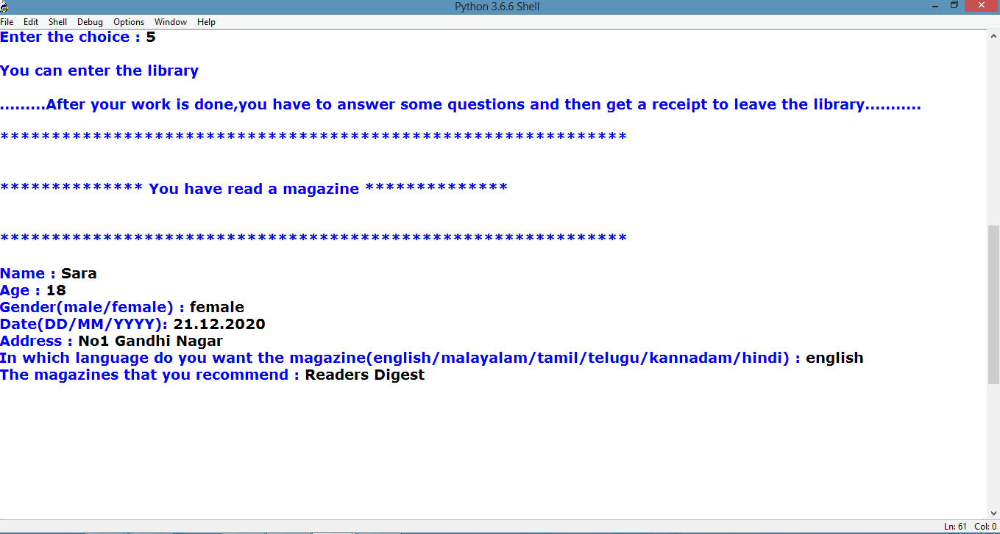 Python 3.6.6 Shell
File Edit Shell Debug Options Window Help
Enter the choice : 5
You can enter the library
.........After your work is done,you have to answer some questions and then get a receipt to leave the library...........
*************************************************************
************** You have read a magazine **************
*************************************************************
Name : Sara
Age : 18
Gender(male/female) : female
Date(DD/MM/YYYY): 21.12.2020
Address : No1 Gandhi Nagar
In which language do you want the magazine(english/malayalam/tamil/telugu/kannadam/hindi) : english
The magazines that you recommend : Readers Digest
Ln: 61 Col: 0